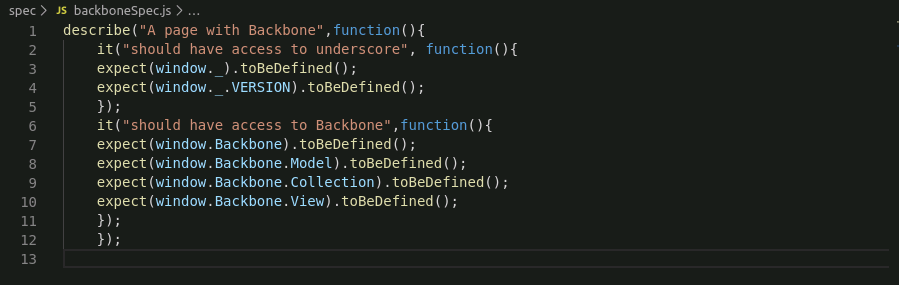 spec > JS backboneSpec.js > ...
1 describe("A page with Backbone",function(){
2 it("should have access to underscore", function(){
3 expect(window._).toBeDefined();
4 expect(window._.VERSION).toBeDefined();
5 });
6 it("should have access to Backbone",function(){
7 expect(window.Backbone).toBeDefined();
8 expect(window.Backbone.Model).toBeDefined();
9 expect(window.Backbone.Collection).toBeDefined();
10 expect(window.Backbone.View).toBeDefined();
11 });
12 });
13